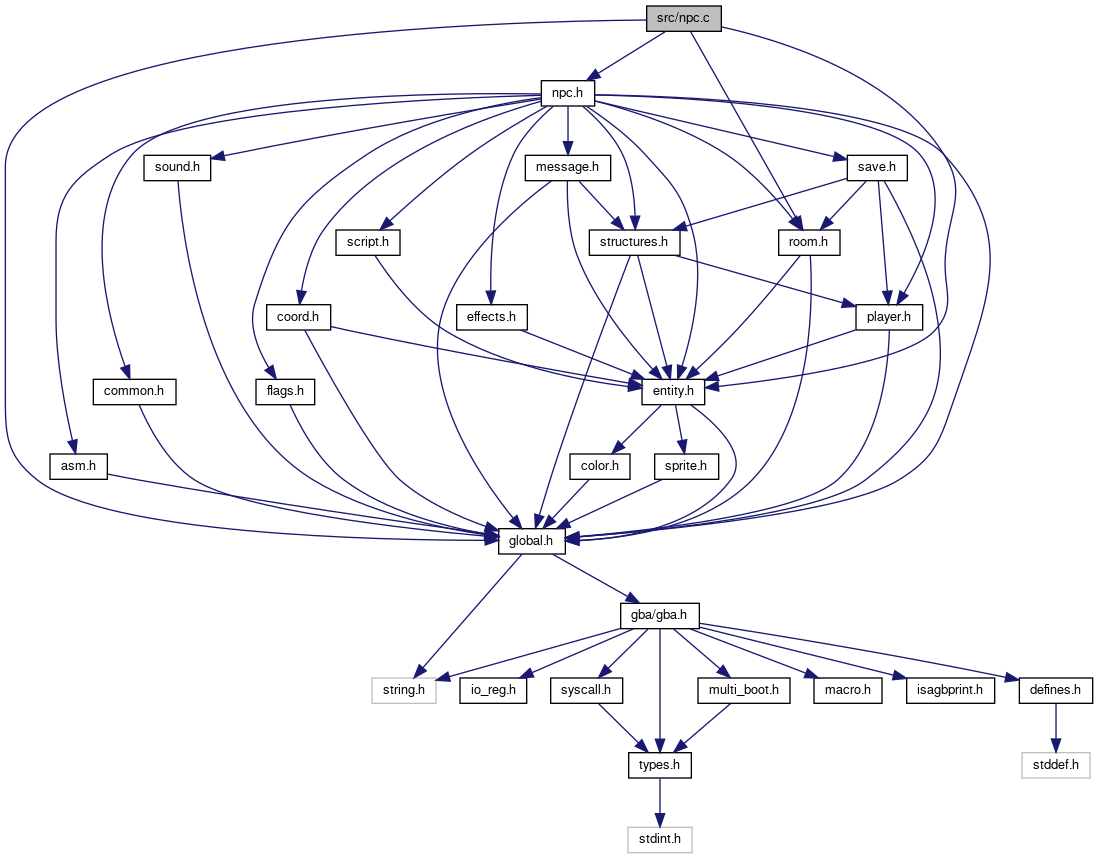 src/npc.c
npc.h
sound.h
message.h
save.h
script.h
structures.h
room.h
coord.h
effects.h
player.h
common.h
flags.h
entity.h
asm.h
color.h
sprite.h
global.h
gba/gba.h
string.h
io_reg.h
syscall.h
multi_boot.h
macro.h
isagbprint.h
defines.h
types.h
stddef.h
stdint.h